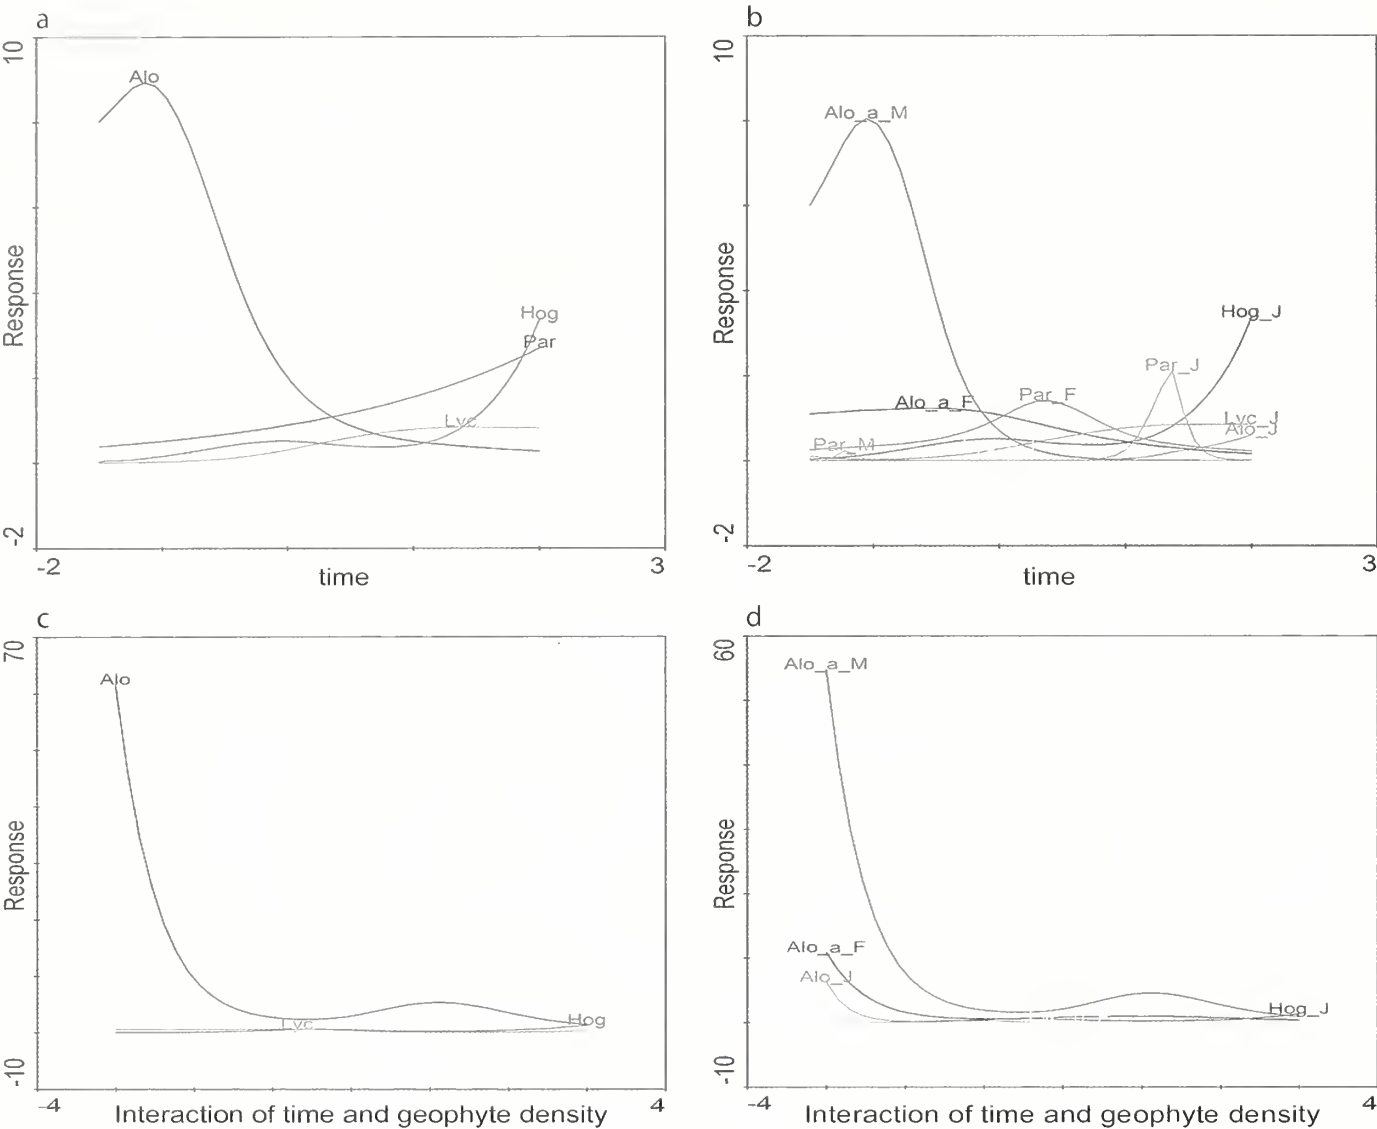 a
10
Response
-2
Alo
Hog
Par
Lyc
-2
3
time
b
10
Response
-2
Alo_a_M
Hog_J
Par_J
Par_F
Alo_a_F
Lyc_J
Alo_J
Par_M
-2
3
time
c
70
Response
-10
Alo
Lyc
Hog
-4
4
Interaction of time and geophyte density
d
60
Response
-10
Alo_a_M
Alo_a_F
Alo_J
Hog_J
-4
4
Interaction of time and geophyte density